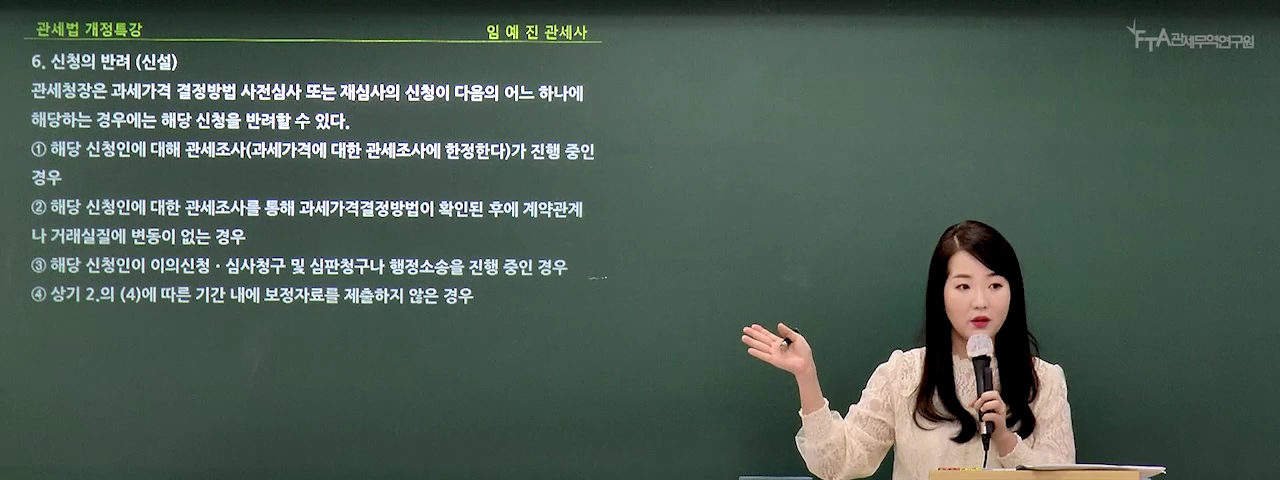 관세법 개정특강
임 예 진 관세사
FTA관세무역연구원
6. 신청의 반려 (신설)
관세청장은 과세가격 결정방법 사전심사 또는 재심사의 신청이 다음의 어느 하나에
해당하는 경우에는 해당 신청을 반려할 수 있다.
① 해당 신청인에 대해 관세조사(과세가격에 대한 관세조사에 한정한다)가 진행 중인
경우
② 해당 신청인에 대한 관세조사를 통해 과세가격결정방법이 확인된 후에 계약관계
나 거래실질에 변동이 없는 경우
③ 해당 신청인이 이의신청 · 심사청구 및 심판청구나 행정소송을 진행 중인 경우
④ 상기 2.의 (4)에 따른 기간 내에 보정자료를 제출하지 않은 경우